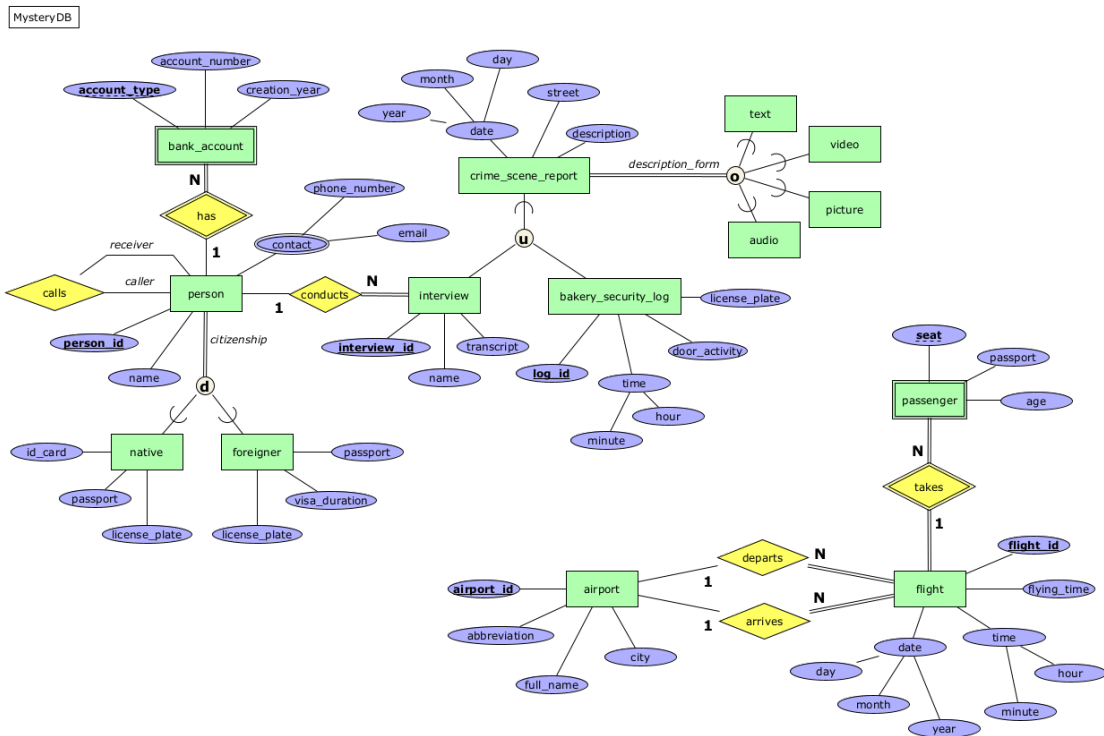 MysteryDB
account_number
account_type
creation_year
bank_account
N
has
1
phone_number
contact
email
receiver
calls
caller
person
1
conducts
N
interview
person_id
name
citizenship
d
interview_id
name
transcript
native
foreigner
id_card
passport
license_plate
passport
visa_duration
license_plate
day
month
year
date
street
description
crime_scene_report
description_form
o
text
video
picture
audio
u
bakery_security_log
license_plate
door_activity
log_id
time
hour
minute
seat
passport
passenger
age
N
takes
1
airport_id
airport
abbreviation
full_name
city
departs
N
1
arrives
N
1
flight
flight_id
flying_time
date
day
month
year
time
hour
minute